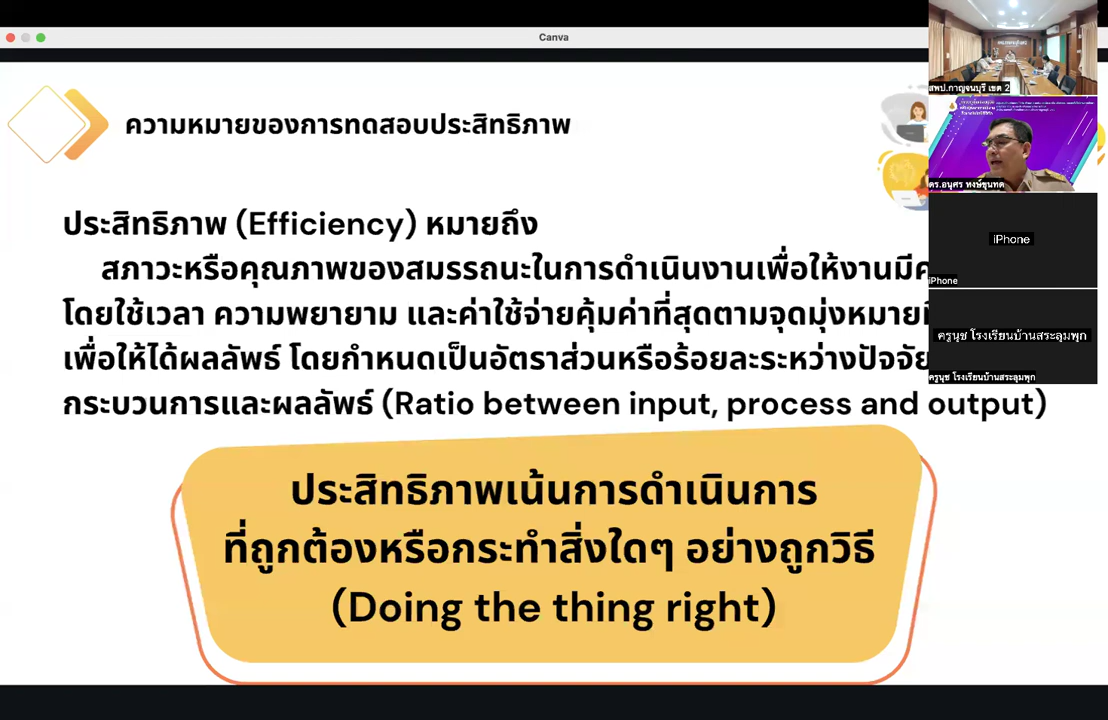 Canva
ความหมายของการทดสอบประสิทธิภาพ
ประสิทธิภาพ (Efficiency) หมายถึง
สภาวะหรือคุณภาพของสมรรถนะในการดำเนินงานเพื่อให้งานมี
โดยใช้เวลา ความพยายาม และค่าใช้จ่ายคุ้มค่าที่สุดตามจุดมุ่งหมาย
เพื่อให้ได้ผลลัพธ์ โดยกำหนดเป็นอัตราส่วนหรือร้อยละระหว่างปัจจัย
กระบวนการและผลลัพธ์ (Ratio between input, process and output)
ประสิทธิภาพเน้นการดำเนินการ
ที่ถูกต้องหรือกระทำสิ่งใดๆ อย่างถูกวิธี
(Doing the thing right)
สพป.กาญจนบุรี เขต 2
ดร.อนุศร หงษ์ขุนทด
iPhone
iPhone
ครูนุช โรงเรียนบ้านสระลุมพุก
ครูนุช โรงเรียนบ้านสระลุมพุก